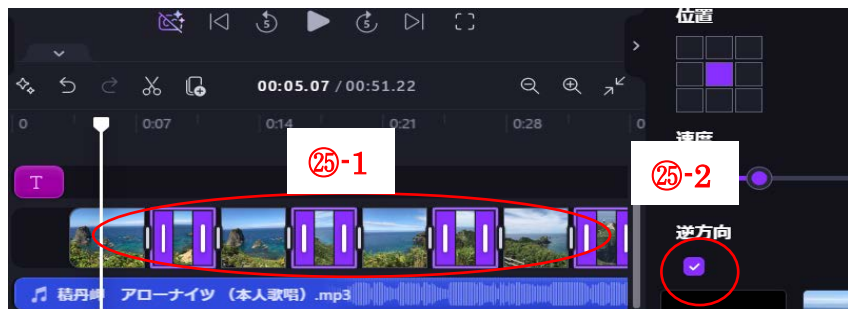 位置
5 5
00:05.07 / 00:51.22
0 0:07 0:14 0:21 0:28 0
速度
㉕-1
㉕-2
T
逆方向
積丹岬 アローナイツ （本人歌唱）.mp3